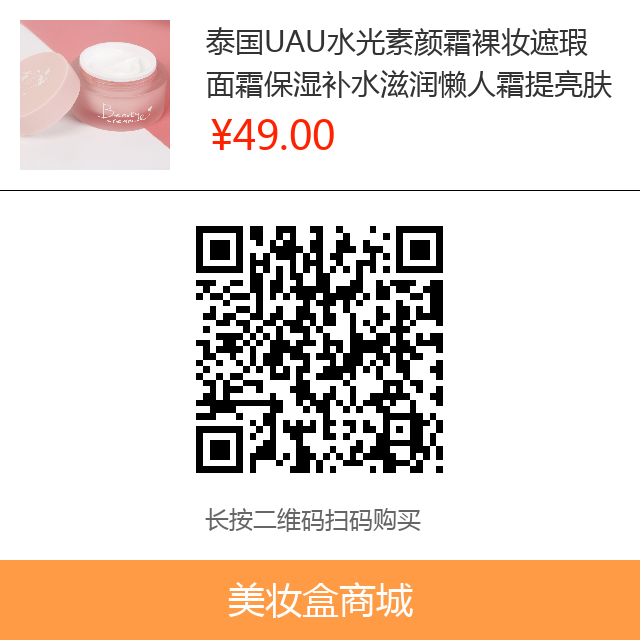 泰国UAU水光素颜霜裸妆遮瑕
面霜保湿补水滋润懒人霜提亮肤
¥49.00
Beauty
cream
长按二维码扫码购买
美妆盒商城